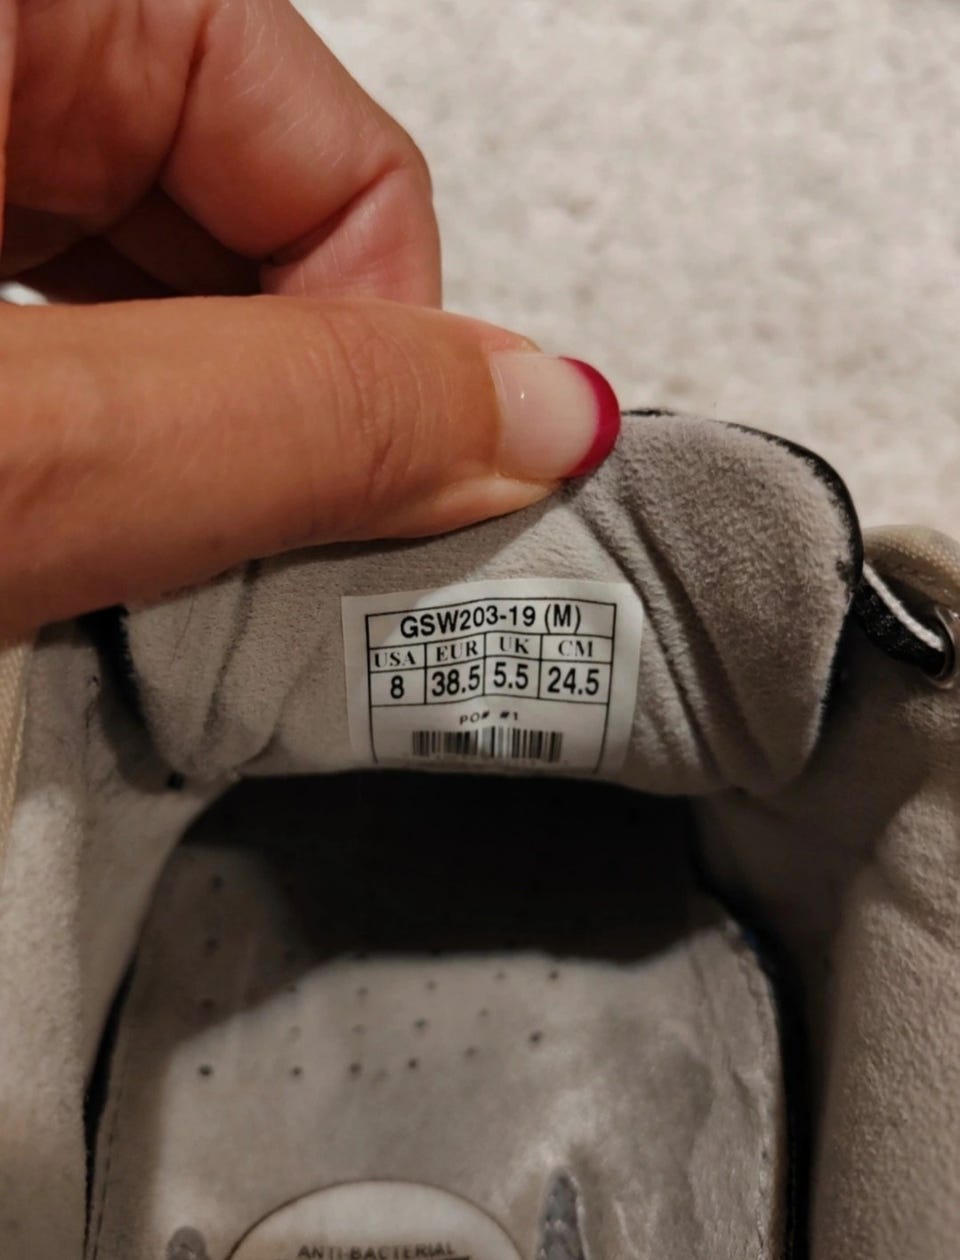 GSW203-19 (M)
USA EUR UK CM
8 38.5 5.5 24.5
PO# #1
ANTI-BACTERIAL